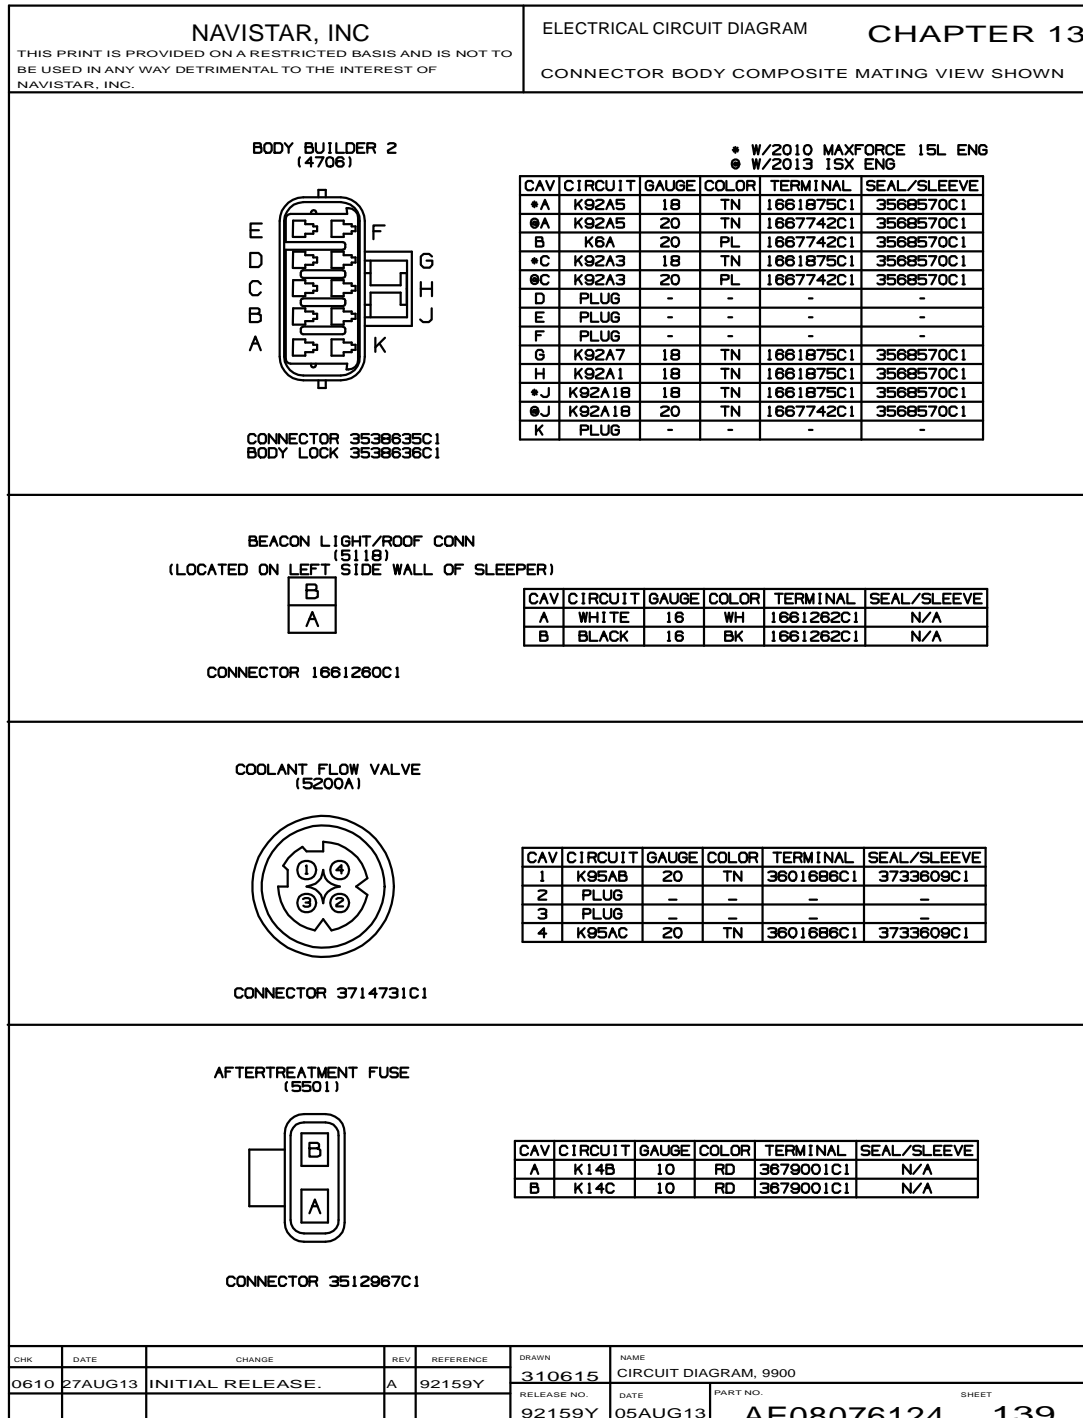 NAVISTAR, INC
THIS PRINT IS PROVIDED ON A RESTRICTED BASIS AND IS NOT TO
BE USED IN ANY WAY DETRIMENTAL TO THE INTEREST OF
NAVISTAR, INC.
ELECTRICAL CIRCUIT DIAGRAM CHAPTER 13
CONNECTOR BODY COMPOSITE MATING VIEW SHOWN
BODY BUILDER 2
(4706)
E F
D G
C H
B J
A K
CONNECTOR 3538635C1
BODY LOCK 3538636C1
* W/2010 MAXFORCE 15L ENG
@ W/2013 ISX ENG
CAV CIRCUIT GAUGE COLOR TERMINAL SEAL/SLEEVE
*A K92A5 18 TN 1661875C1 3568570C1
@A K92A5 20 TN 1667742C1 3568570C1
B K6A 20 PL 1667742C1 3568570C1
*C K92A3 18 TN 1661875C1 3568570C1
@C K92A3 20 PL 1667742C1 3568570C1
D PLUG - - - -
E PLUG - - - -
F PLUG - - - -
G K92A7 18 TN 1661875C1 3568570C1
H K92A1 18 TN 1661875C1 3568570C1
*J K92A18 18 TN 1661875C1 3568570C1
@J K92A18 20 TN 1667742C1 3568570C1
K PLUG - - - -
BEACON LIGHT/ROOF CONN
(5118)
(LOCATED ON LEFT SIDE WALL OF SLEEPER)
B
A
CONNECTOR 1661260C1
CAV CIRCUIT GAUGE COLOR TERMINAL SEAL/SLEEVE
A WHITE 16 WH 1661262C1 N/A
B BLACK 16 BK 1661262C1 N/A
COOLANT FLOW VALVE
(5200A)
1 4
3 2
CONNECTOR 3714731C1
CAV CIRCUIT GAUGE COLOR TERMINAL SEAL/SLEEVE
1 K95AB 20 TN 3601686C1 3733609C1
2 PLUG - - - -
3 PLUG - - - -
4 K95AC 20 TN 3601686C1 3733609C1
AFTERTREATMENT FUSE
(5501)
B
A
CONNECTOR 3512967C1
CAV CIRCUIT GAUGE COLOR TERMINAL SEAL/SLEEVE
A K14B 10 RD 3679001C1 N/A
B K14C 10 RD 3679001C1 N/A
CHK DATE CHANGE REV REFERENCE
0610 27AUG13 INITIAL RELEASE. A 92159Y
DRAWN NAME
310615 CIRCUIT DIAGRAM, 9900
RELEASE NO. DATE PART NO. SHEET
92159Y 05AUG13 AE08076124 139